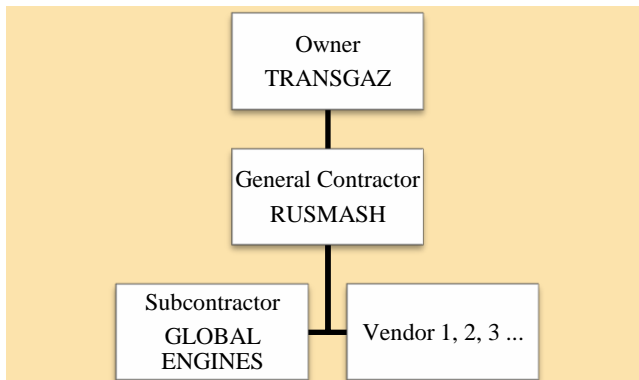 Owner
TRANSGAZ
General Contractor
RUSMASH
Subcontractor
GLOBAL
ENGINES
Vendor 1, 2, 3 ...